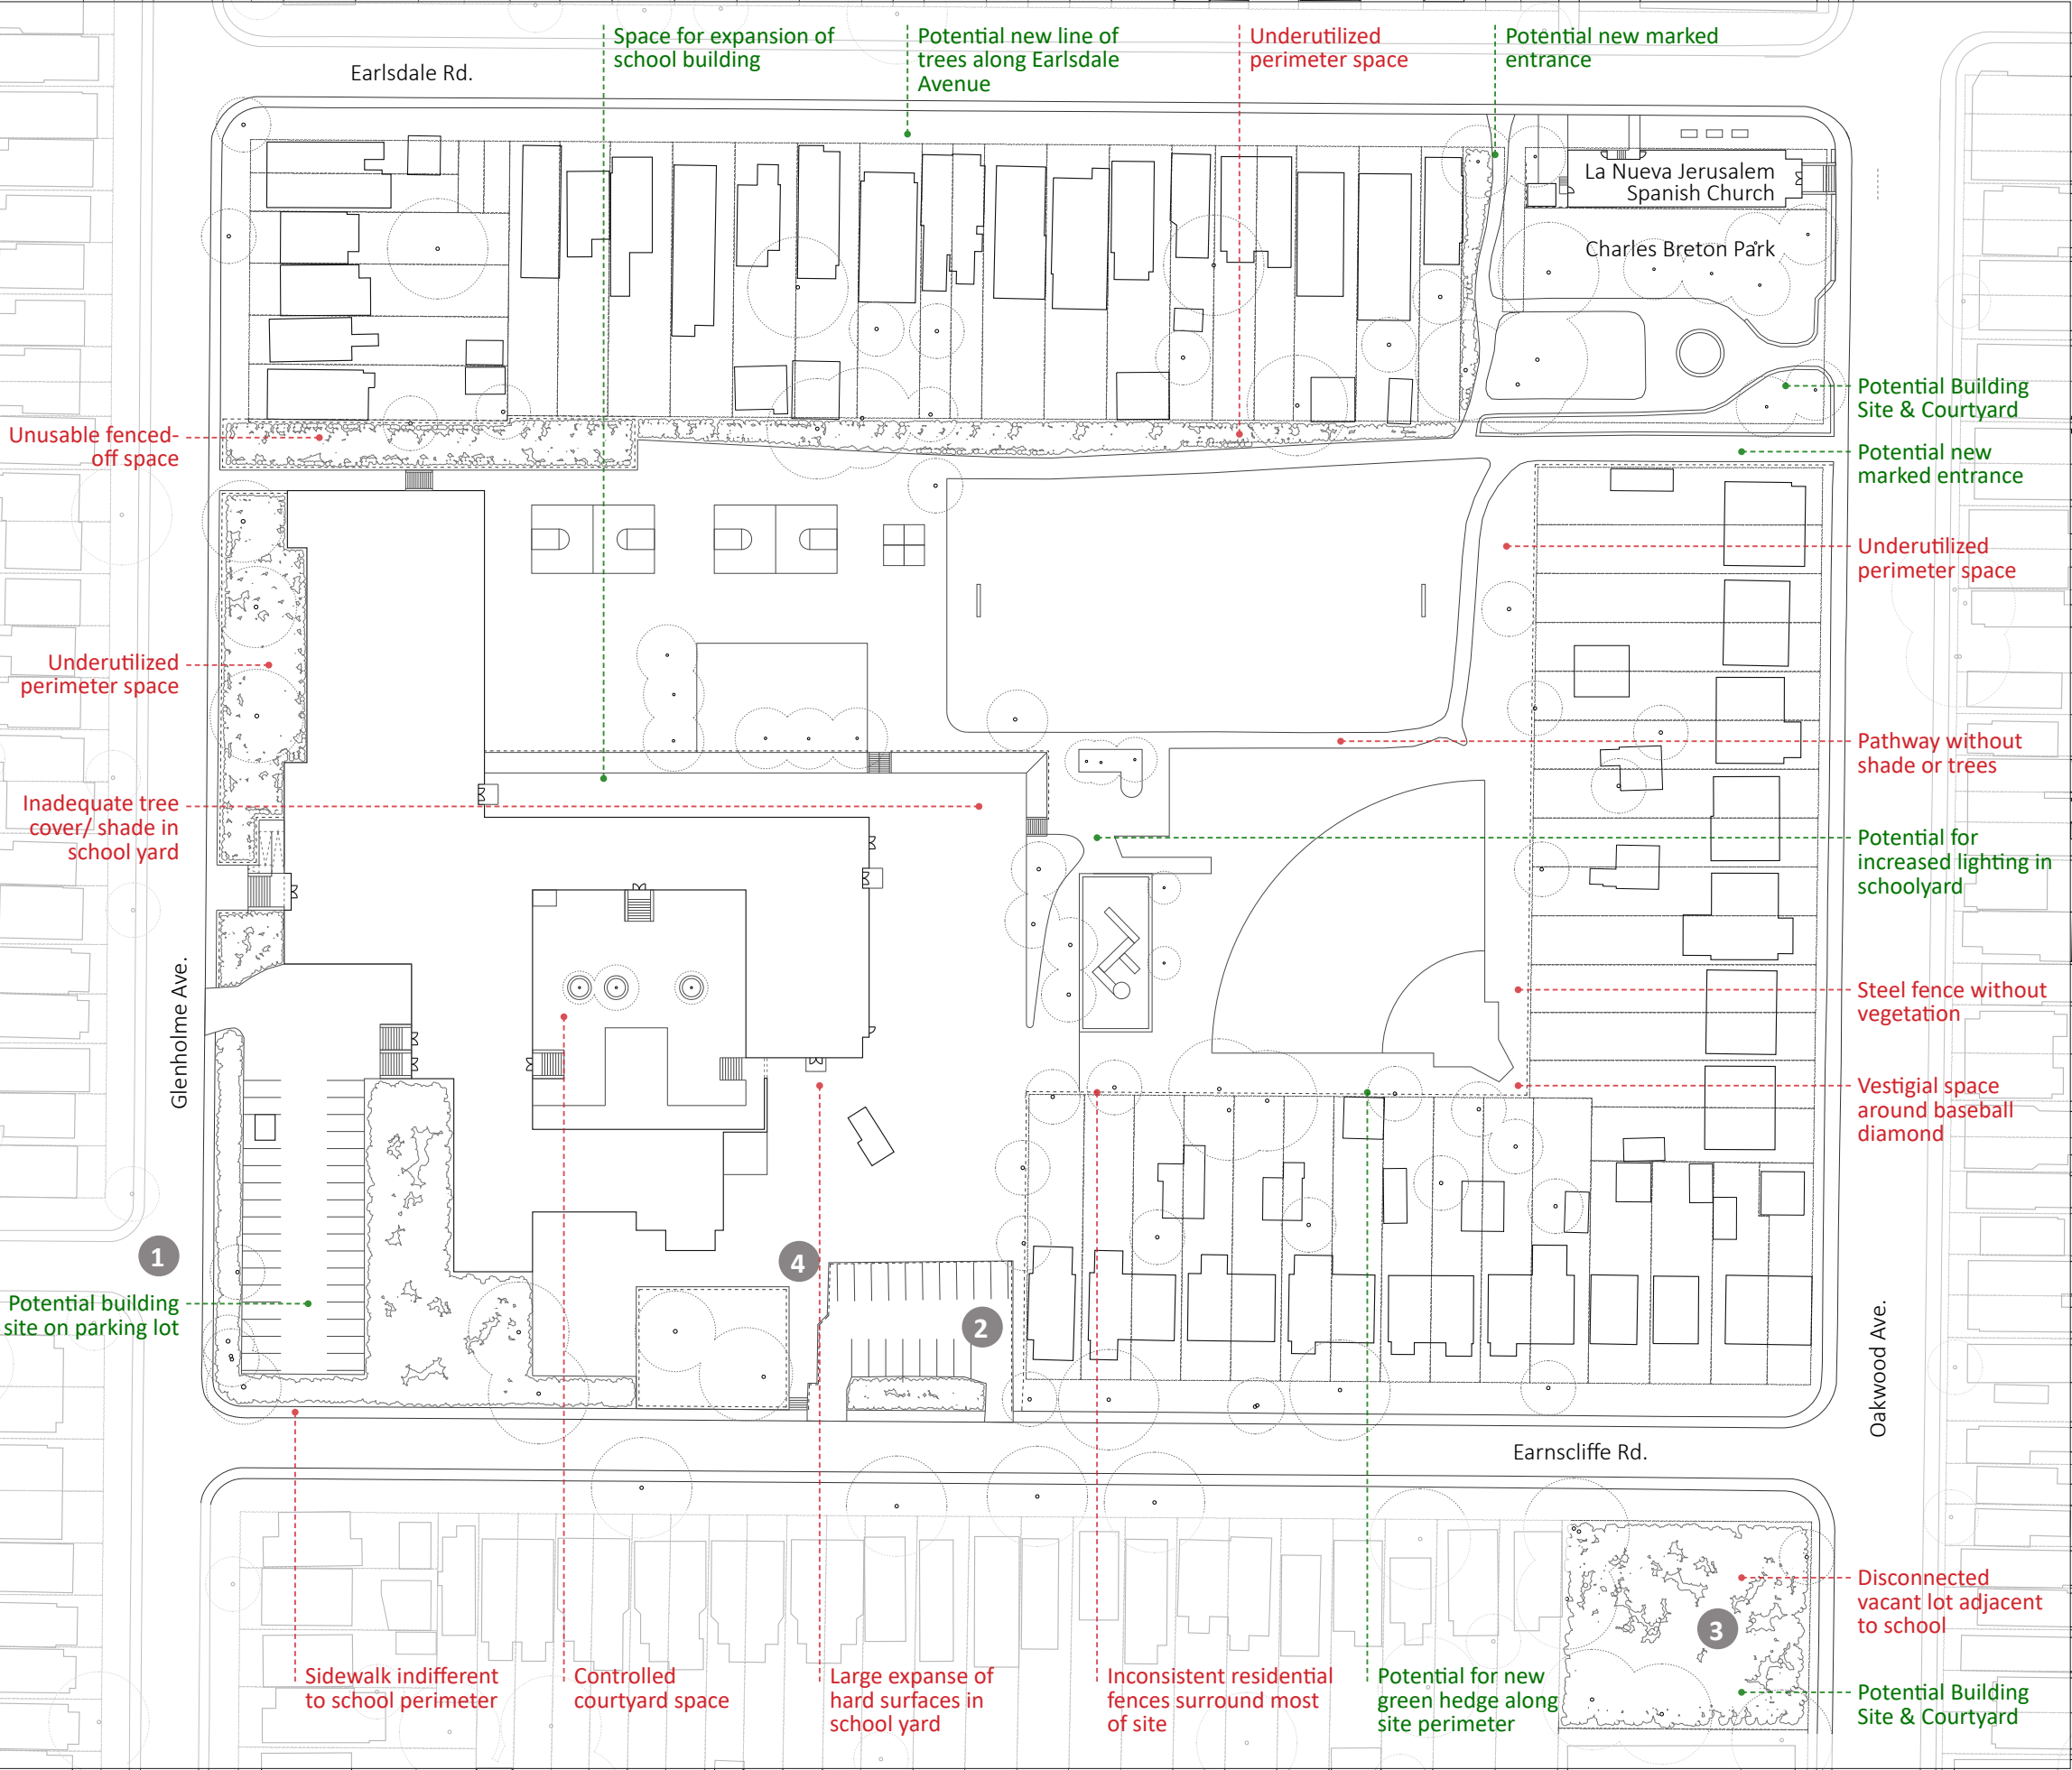 Space for expansion of
school building
Potential new line of
trees along Earlsdale
Avenue
Underutilized
perimeter space
Potential new marked
entrance
Earlsdale Rd.
La Nueva Jerusalem
Spanish Church
Charles Breton Park
Potential Building
Site & Courtyard
Unusable fenced-
off space
Potential new
marked entrance
Underutilized
perimeter space
Underutilized
perimeter space
Pathway without
shade or trees
Inadequate tree
cover/ shade in
school yard
Potential for
increased lighting in
schoolyard
Glenholme Ave.
Steel fence without
vegetation
Vestigial space
around baseball
diamond
1
4
2
Potential building
site on parking lot
Oakwood Ave.
Earnscliffe Rd.
Disconnected
vacant lot adjacent
to school
3
Sidewalk indifferent
to school perimeter
Controlled
courtyard space
Large expanse of
hard surfaces in
school yard
Inconsistent residential
fences surround most
of site
Potential for new
green hedge along
site perimeter
Potential Building
Site & Courtyard